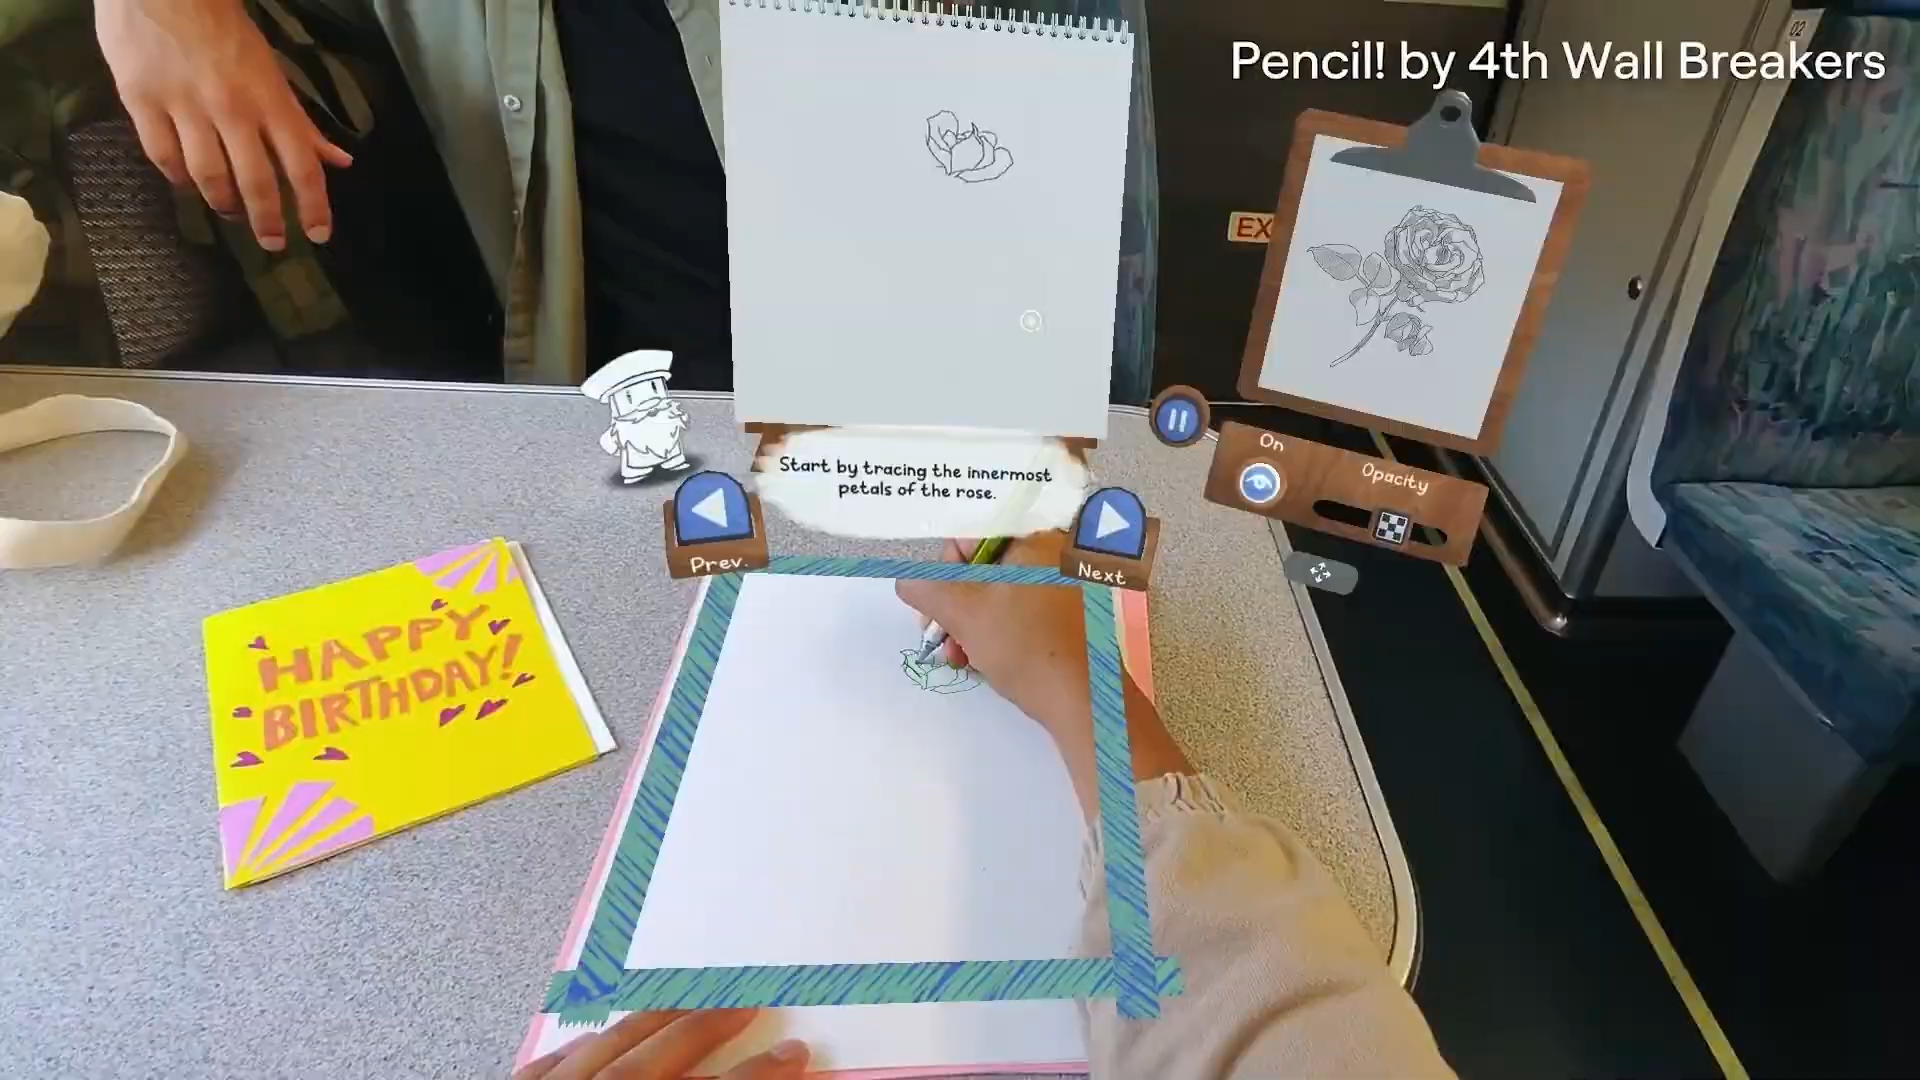 02
Pencil! by 4th Wall Breakers
EX
On
Opacity
Start by tracing the innermost
petals of the rose.
Prev.
Next
HAPPY
BIRTHDAY!